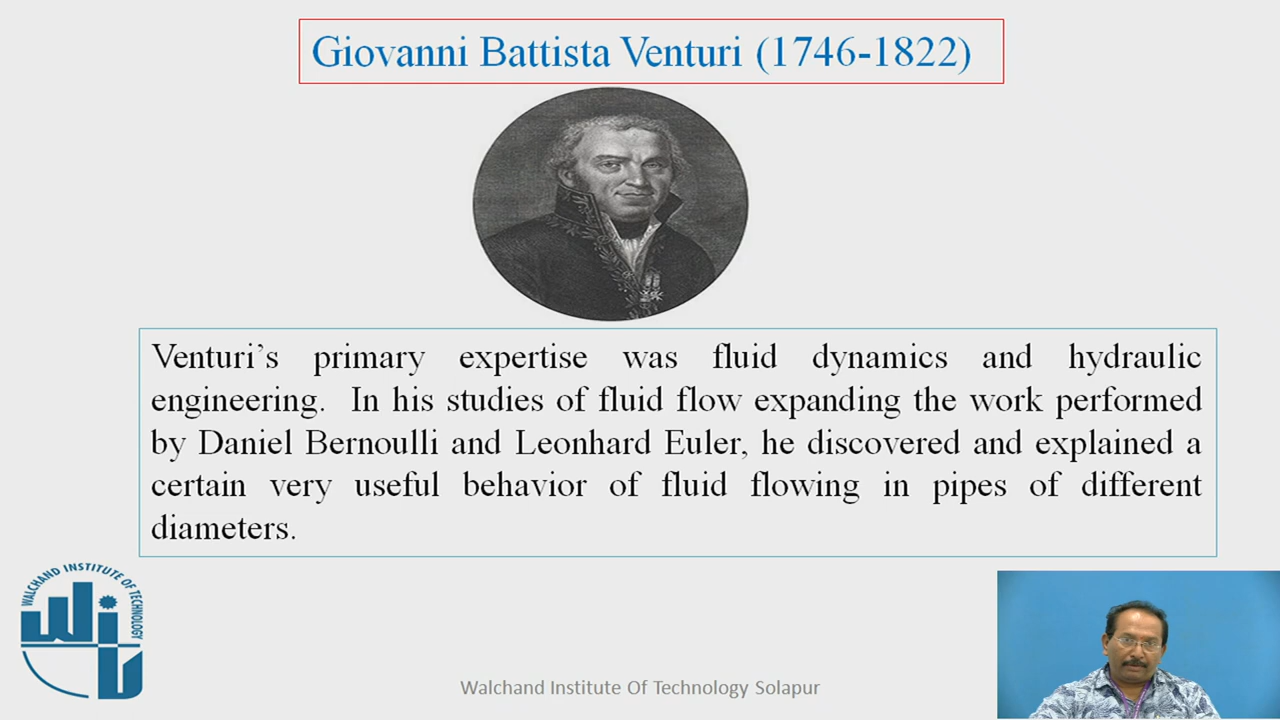 Giovanni Battista Venturi (1746-1822)
Venturi's primary expertise was fluid dynamics and hydraulic
engineering. In his studies of fluid flow expanding the work performed
by Daniel Bernoulli and Leonhard Euler, he discovered and explained a
certain very useful behavior of fluid flowing in pipes of different
diameters.
WALCHAND INSTITUTE OF TECHNOLOGY
WIT
Walchand Institute Of Technology Solapur